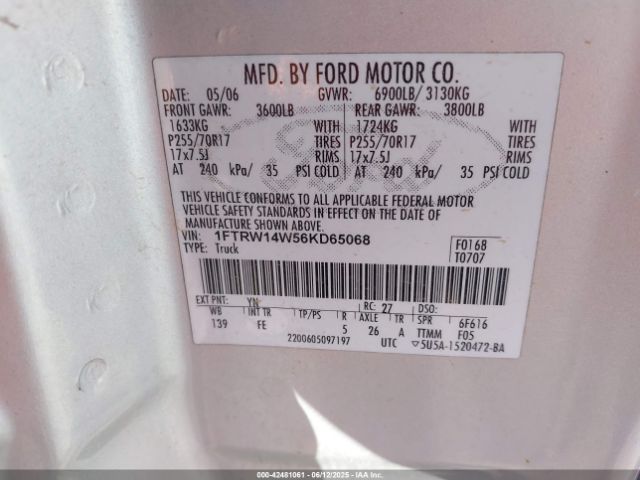 MFD. BY FORD MOTOR CO.
DATE: 05/06 GVWR: 6900LB/ 3130KG
FRONT GAWR: 3600LB REAR GAWR: 3800LB
1633KG WITH 1724KG WITH
P255/70R17 TIRES P255/70R17 TIRES
17x7.5J RIMS 17x7.5J RIMS
AT 240 kPa/ 35 PSI COLD AT 240 kPa/ 35 PSI COLD
THIS VEHICLE CONFORMS TO ALL APPLICABLE FEDERAL MOTOR
VEHICLE SAFETY STANDARDS IN EFFECT ON THE DATE OF
MANUFACTURE SHOWN ABOVE.
VIN: 1FTRW14W56KD65068 F0168
TYPE: Truck T0707
EXT PNT: YN RC: 27 DSO:
WB INT TR TP/PS R AXLE TR SPR 6F616
139 FE 5 26 A TTMM F05
2200605097197 UTC ▽5U5A-1520472-BA
Ford
000-42481061 - 06/12/2025 - IAAI.COM